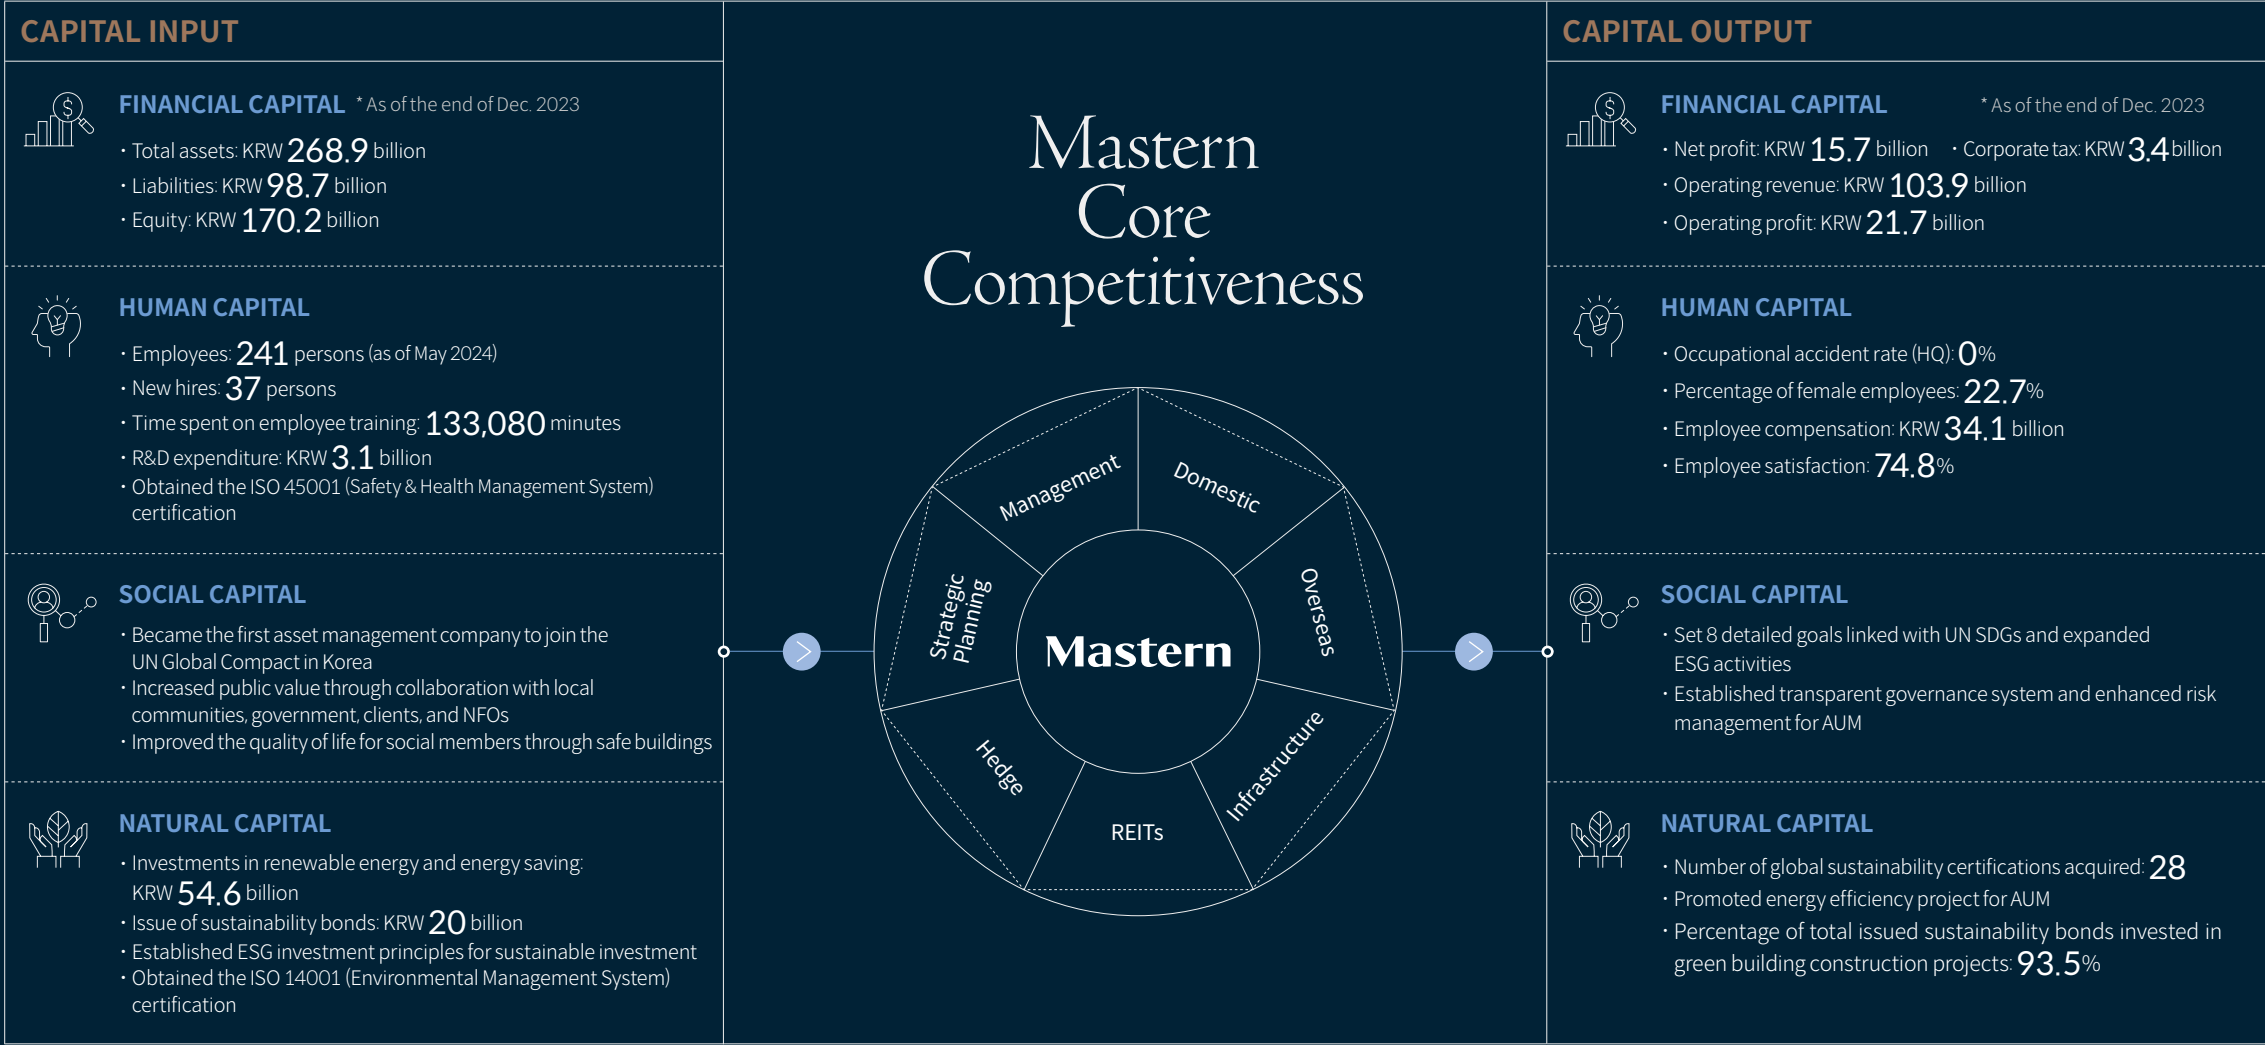 CAPITAL INPUT
FINANCIAL CAPITAL * As of the end of Dec. 2023
· Total assets: KRW 268.9 billion
· Liabilities: KRW 98.7 billion
· Equity: KRW 170.2 billion
HUMAN CAPITAL
· Employees: 241 persons (as of May 2024)
· New hires: 37 persons
· Time spent on employee training: 133,080 minutes
· R&D expenditure: KRW 3.1 billion
· Obtained the ISO 45001 (Safety & Health Management System)
certification
SOCIAL CAPITAL
· Became the first asset management company to join the
UN Global Compact in Korea
· Increased public value through collaboration with local
communities, government, clients, and NFOs
· Improved the quality of life for social members through safe buildings
NATURAL CAPITAL
· Investments in renewable energy and energy saving:
KRW 54.6 billion
· Issue of sustainability bonds: KRW 20 billion
· Established ESG investment principles for sustainable investment
· Obtained the ISO 14001 (Environmental Management System)
certification
Mastern
Core
Competitiveness
Management
Domestic
Strategic
Planning
Overseas
Mastern
Hedge
Infrastructure
REITs
CAPITAL OUTPUT
FINANCIAL CAPITAL * As of the end of Dec. 2023
· Net profit: KRW 15.7 billion · Corporate tax: KRW 3.4 billion
· Operating revenue: KRW 103.9 billion
· Operating profit: KRW 21.7 billion
HUMAN CAPITAL
· Occupational accident rate (HQ): 0%
· Percentage of female employees: 22.7%
· Employee compensation: KRW 34.1 billion
· Employee satisfaction: 74.8%
SOCIAL CAPITAL
· Set 8 detailed goals linked with UN SDGs and expanded
ESG activities
· Established transparent governance system and enhanced risk
management for AUM
NATURAL CAPITAL
· Number of global sustainability certifications acquired: 28
· Promoted energy efficiency project for AUM
· Percentage of total issued sustainability bonds invested in
green building construction projects: 93.5%